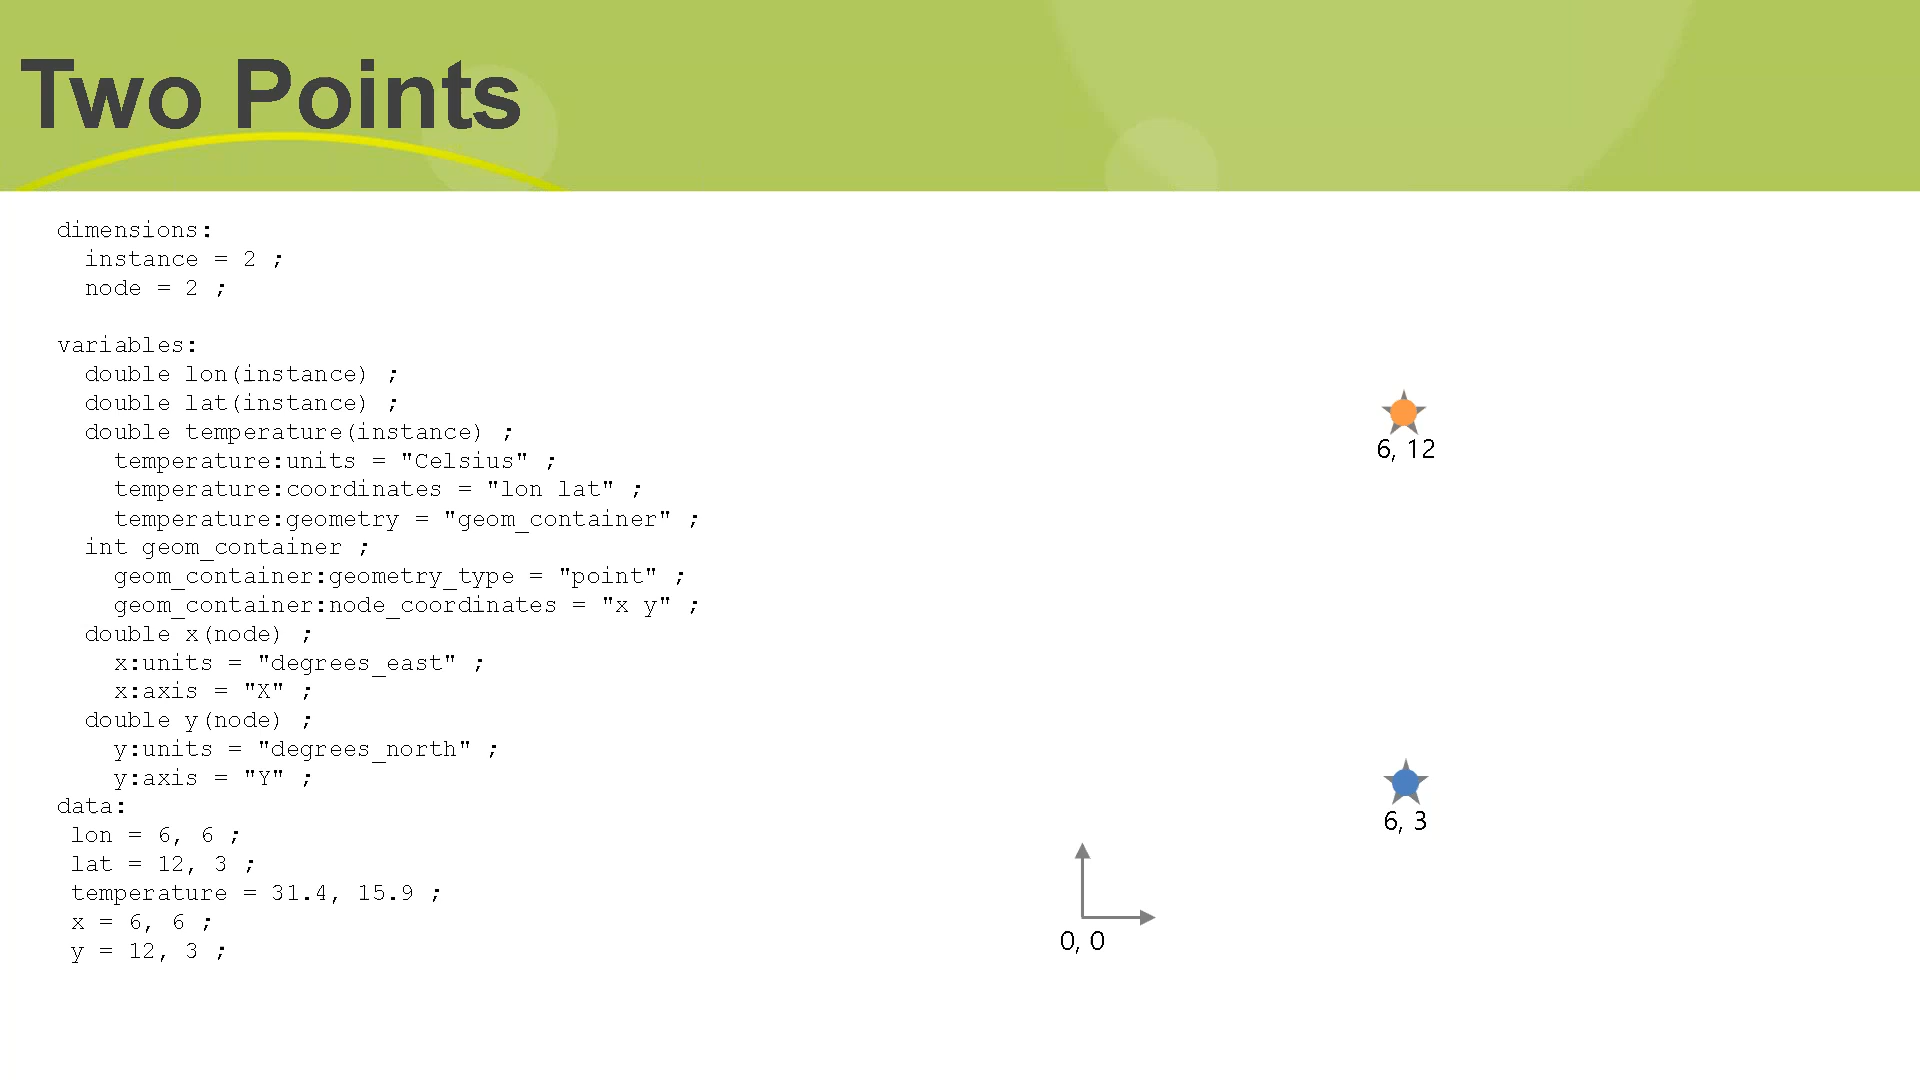 Two Points
dimensions:
  instance = 2 ;
  node = 2 ;

variables:
  double lon(instance) ;
  double lat(instance) ;
  double temperature(instance) ;
    temperature:units = "Celsius" ;
    temperature:coordinates = "lon lat" ;
    temperature:geometry = "geom_container" ;
  int geom_container ;
    geom_container:geometry_type = "point" ;
    geom_container:node_coordinates = "x y" ;
  double x(node) ;
    x:units = "degrees_east" ;
    x:axis = "X" ;
  double y(node) ;
    y:units = "degrees_north" ;
    y:axis = "Y" ;
data:
 lon = 6, 6 ;
 lat = 12, 3 ;
 temperature = 31.4, 15.9 ;
 x = 6, 6 ;
 y = 12, 3 ;
6, 12
6, 3
0, 0